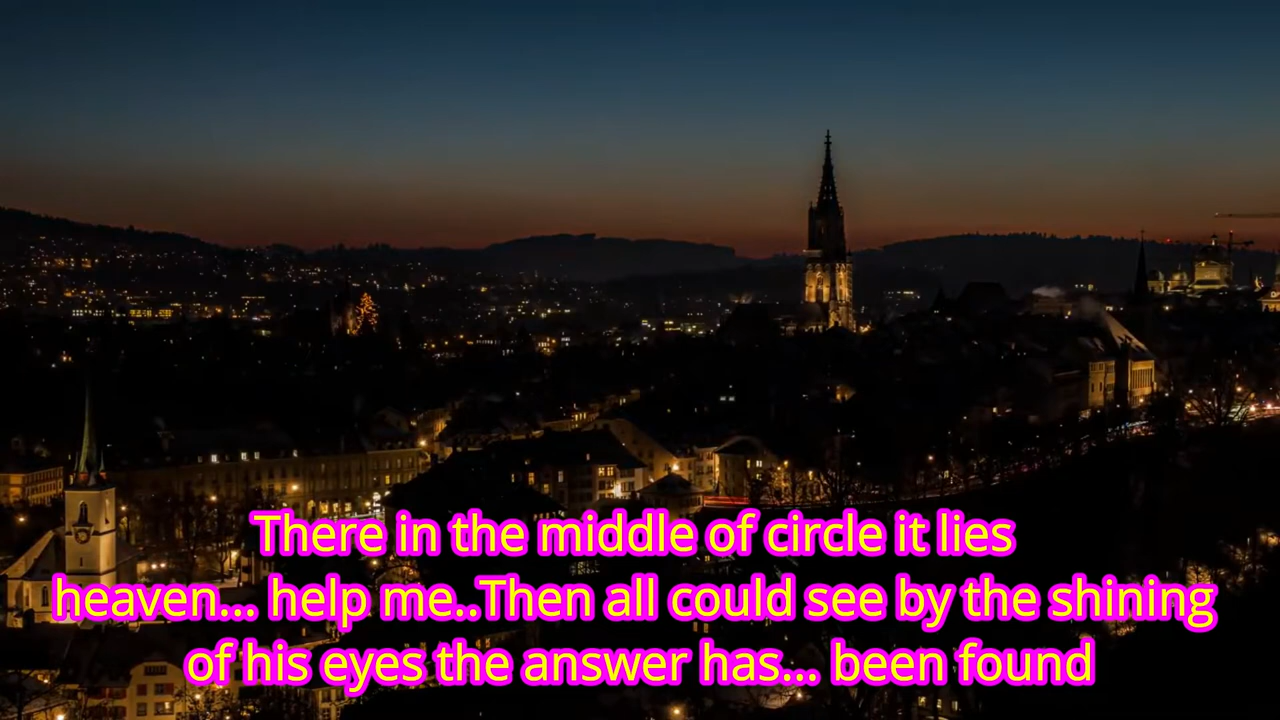 There in the middle of circle it lies
heaven... help me..Then all could see by the shining
of his eyes the answer has... been found